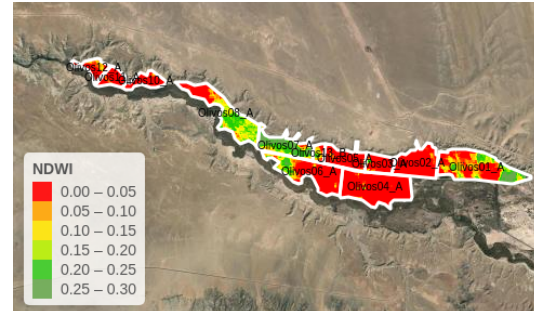 Olivos12_A
Olivos10_A
Olivos08_A
Olivos07_A
Olivos02_A
Olivos01_A
Olivos06_A
Olivos04_A
NDWI
0.00 – 0.05
0.05 – 0.10
0.10 – 0.15
0.15 – 0.20
0.20 – 0.25
0.25 – 0.30